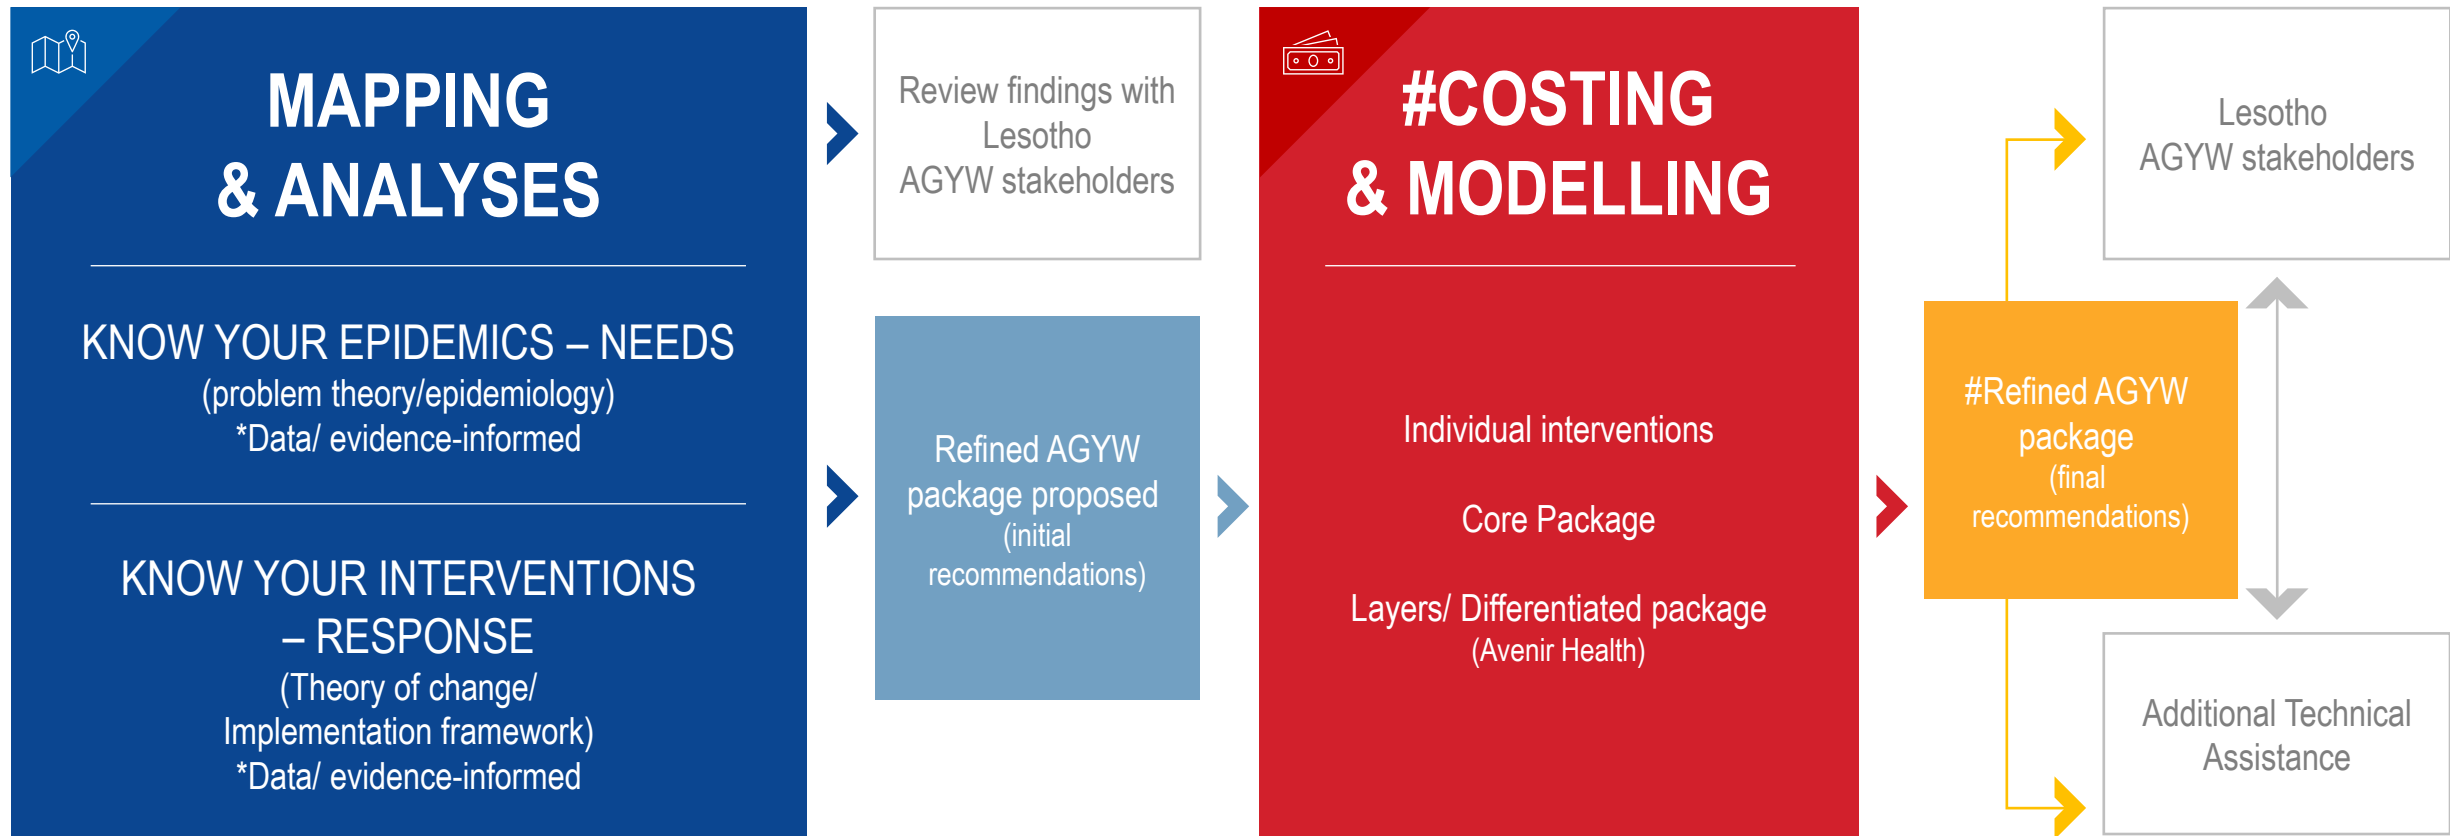 MAPPING
& ANALYSES
KNOW YOUR EPIDEMICS – NEEDS
(problem theory/epidemiology)
*Data/ evidence-informed
KNOW YOUR INTERVENTIONS
– RESPONSE
(Theory of change/
Implementation framework)
*Data/ evidence-informed
Review findings with
Lesotho
AGYW stakeholders
Refined AGYW
package proposed
(initial
recommendations)
#COSTING
& MODELLING
Individual interventions
Core Package
Layers/ Differentiated package
(Avenir Health)
#Refined AGYW
package
(final
recommendations)
Lesotho
AGYW stakeholders
Additional Technical
Assistance